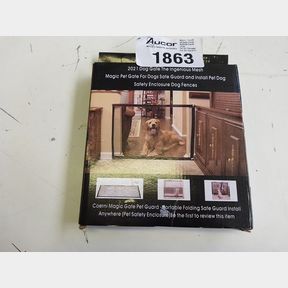 Aucor
1863
2021 Dog Gate The Ingenious Mesh
Magic Pet Gate For Dogs Safe Guard and Install Pet Dog
Safety Enclosure Dog Fences
Coerni Magic Gate Pet Guard Portable Folding Safe Guard Install
Anywhere [Pet Safety Enclosure]Be the first to review this item